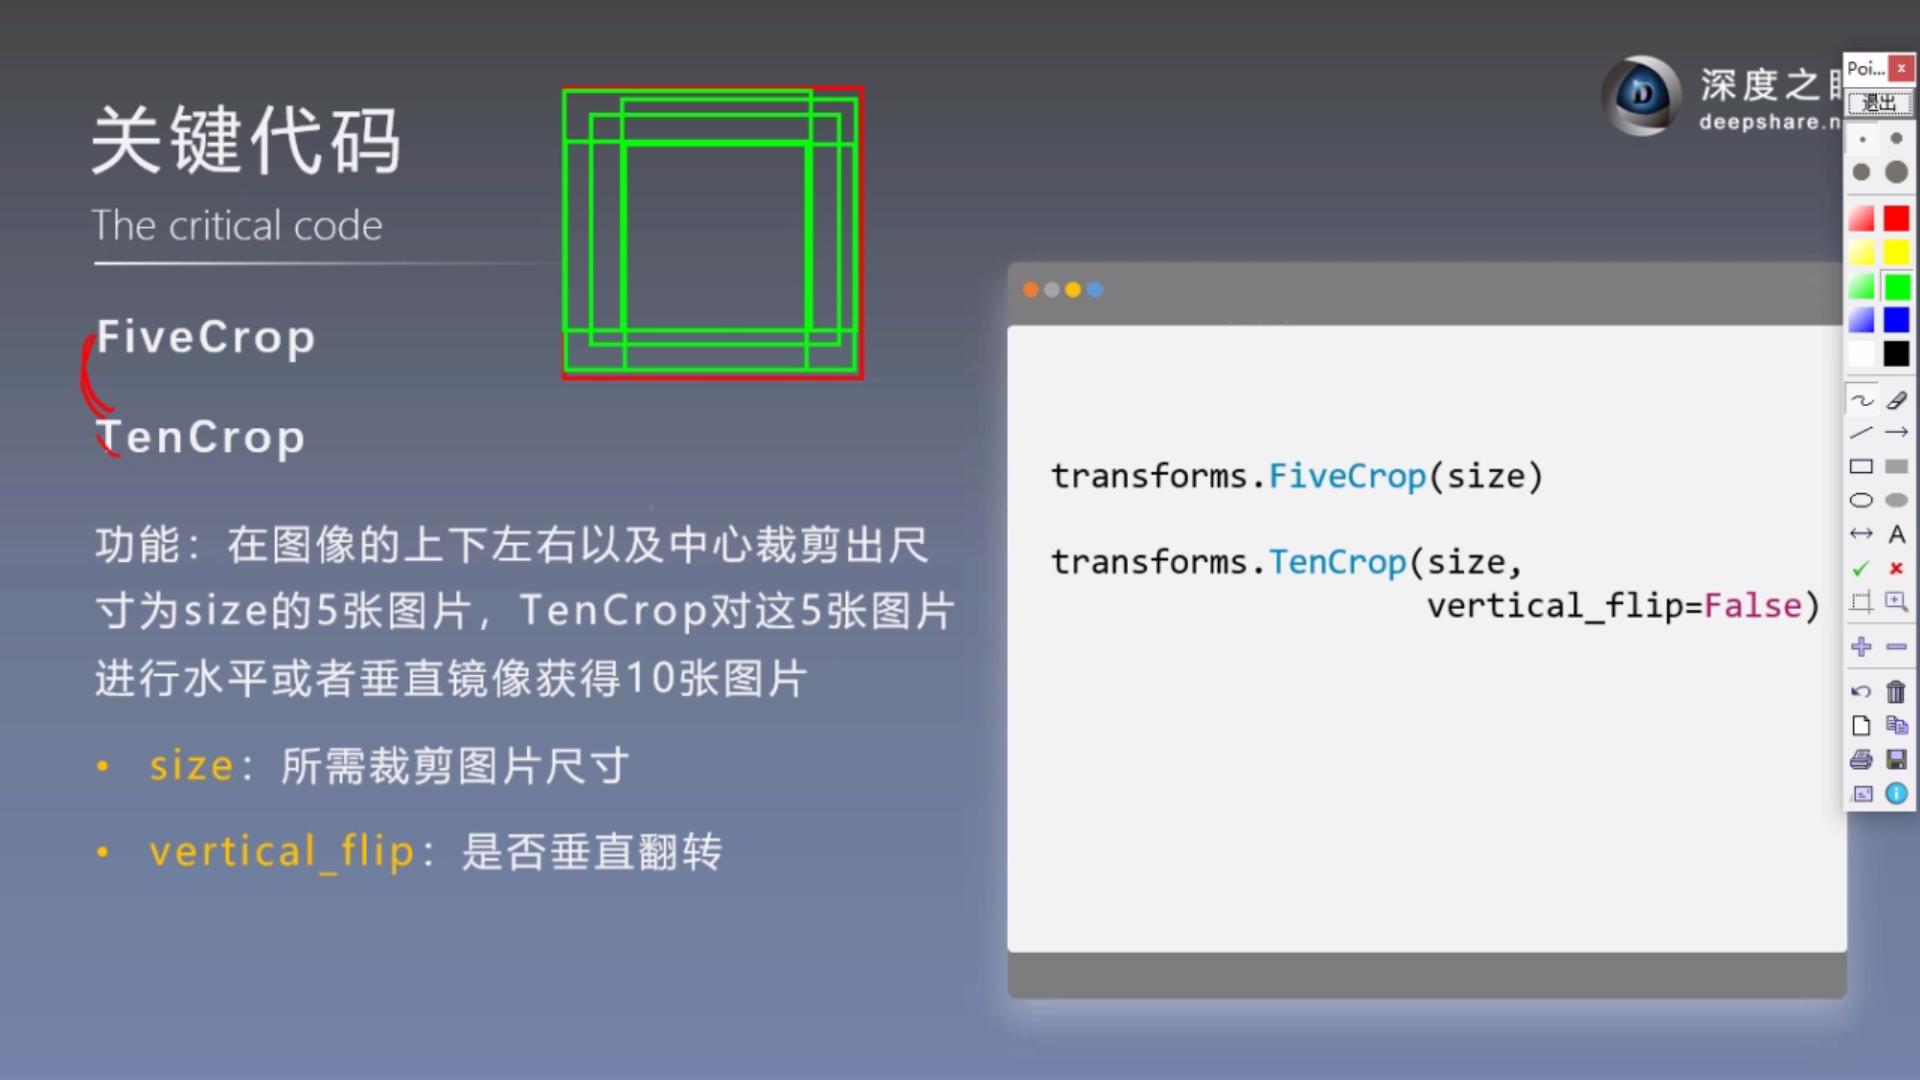 关键代码
The critical code
FiveCrop
TenCrop
功能：在图像的上下左右以及中心裁剪出尺
寸为size的5张图片，TenCrop对这5张图片
进行水平或者垂直镜像获得10张图片
• size：所需裁剪图片尺寸
• vertical_flip：是否垂直翻转
深度之
deepshare.n
transforms.FiveCrop(size)
transforms.TenCrop(size,
vertical_flip=False)
Poi...
退出
A